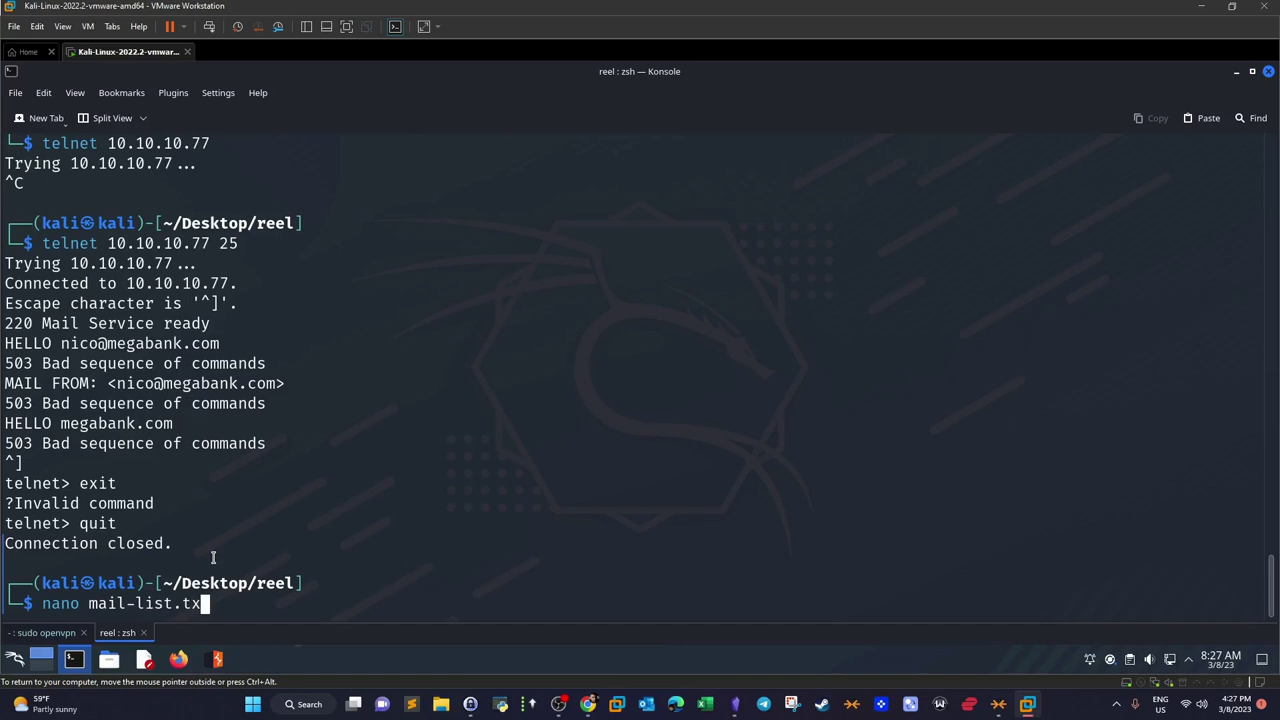 Kali-Linux-2022.2-vmware-amd64 - VMware Workstation
File Edit View VM Tabs Help
Home
Kali-Linux-2022.2-vmwar...
reel : zsh — Konsole
File Edit View Bookmarks Plugins Settings Help
New Tab Split View Copy Paste Find
└─$ telnet 10.10.10.77
Trying 10.10.10.77...
^C
┌──(kali㉿kali)-[~/Desktop/reel]
└─$ telnet 10.10.10.77 25
Trying 10.10.10.77...
Connected to 10.10.10.77.
Escape character is '^]'.
220 Mail Service ready
HELLO nico@megabank.com
503 Bad sequence of commands
MAIL FROM: <nico@megabank.com>
503 Bad sequence of commands
HELLO megabank.com
503 Bad sequence of commands
^]
telnet> exit
?Invalid command
telnet> quit
Connection closed.
┌──(kali㉿kali)-[~/Desktop/reel]
└─$ nano mail-list.tx
- : sudo openvpn
reel : zsh
8:27 AM
3/8/23
To return to your computer, move the mouse pointer outside or press Ctrl+Alt.
59°F
Partly sunny
Search
ENG
US
4:27 PM
3/8/2023